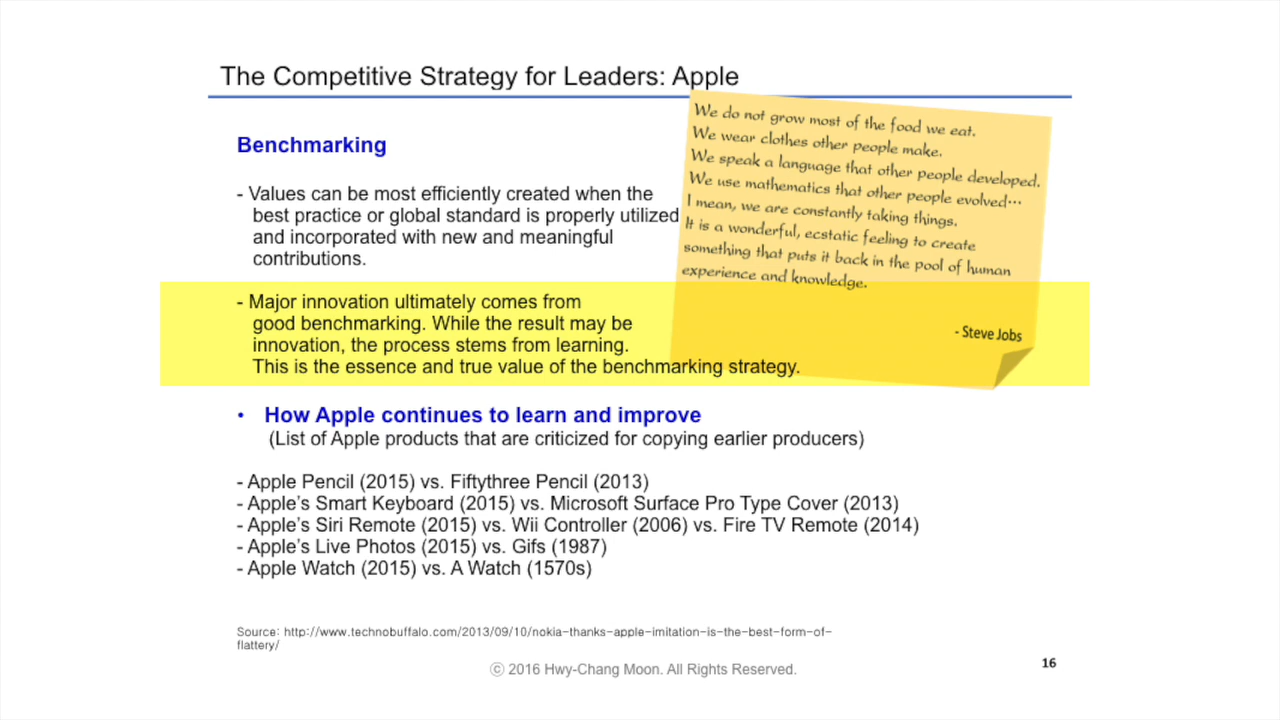 The Competitive Strategy for Leaders: Apple
Benchmarking
- Values can be most efficiently created when the
best practice or global standard is properly utilized
and incorporated with new and meaningful
contributions.
- Major innovation ultimately comes from
good benchmarking. While the result may be
innovation, the process stems from learning.
This is the essence and true value of the benchmarking strategy.
We do not grow most of the food we eat.
We wear clothes other people make.
We speak a language that other people developed.
We use mathematics that other people evolved…
I mean, we are constantly taking things.
It is a wonderful, ecstatic feeling to create
something that puts it back in the pool of human
experience and knowledge.
- Steve Jobs
• How Apple continues to learn and improve
(List of Apple products that are criticized for copying earlier producers)
- Apple Pencil (2015) vs. Fiftythree Pencil (2013)
- Apple’s Smart Keyboard (2015) vs. Microsoft Surface Pro Type Cover (2013)
- Apple’s Siri Remote (2015) vs. Wii Controller (2006) vs. Fire TV Remote (2014)
- Apple’s Live Photos (2015) vs. Gifs (1987)
- Apple Watch (2015) vs. A Watch (1570s)
Source: http://www.technobuffalo.com/2013/09/10/nokia-thanks-apple-imitation-is-the-best-form-of-
flattery/
ⓒ 2016 Hwy-Chang Moon. All Rights Reserved.
16